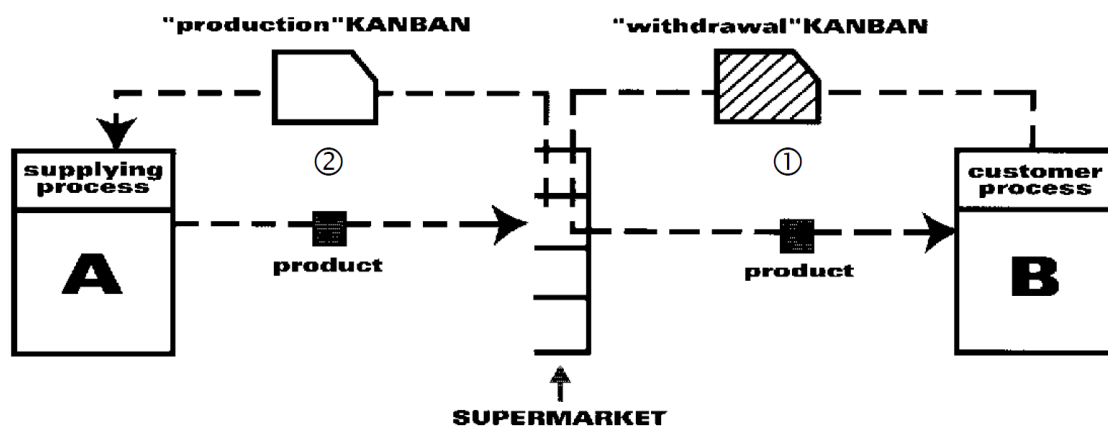 "production"KANBAN
"withdrawal"KANBAN
②
①
supplying
process
customer
process
A
B
product
product
SUPERMARKET